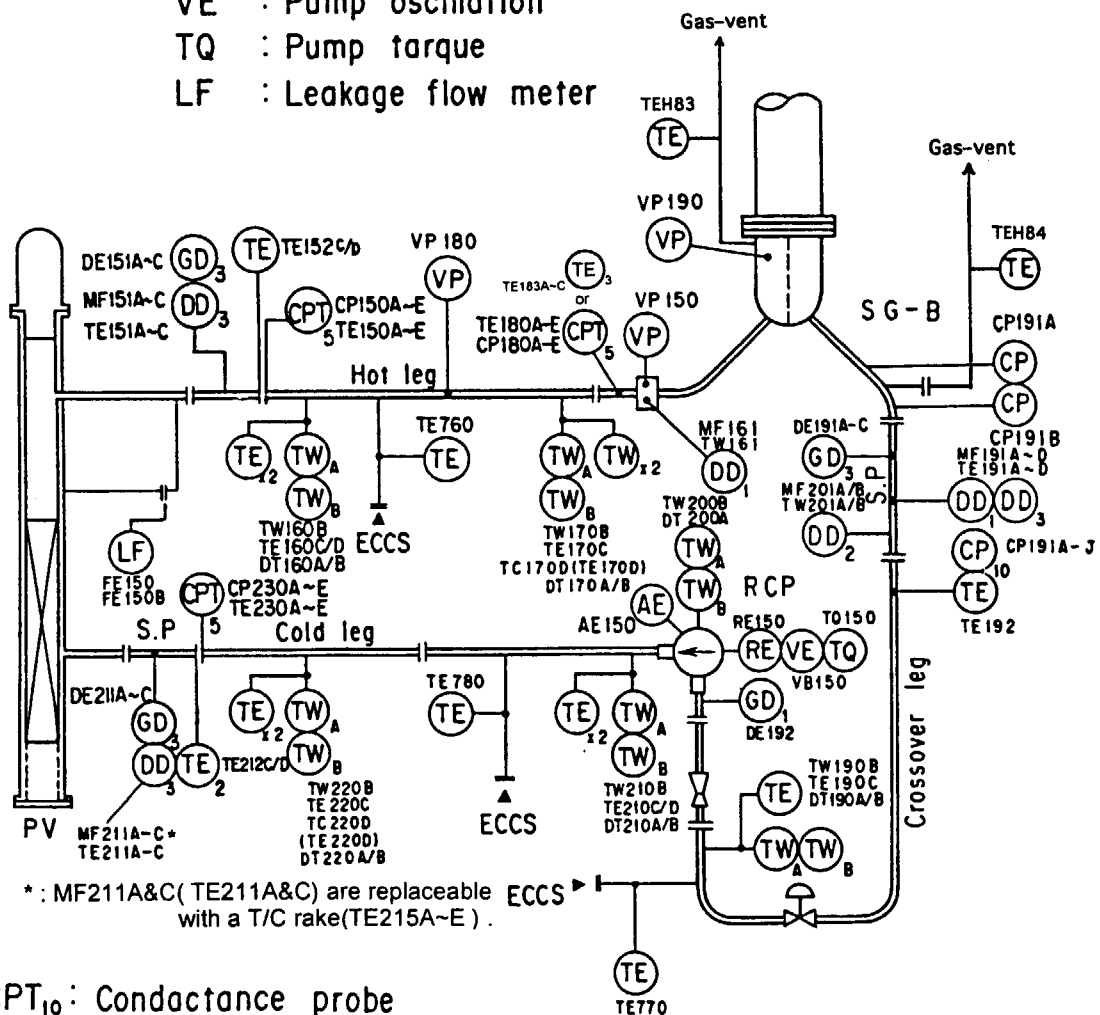 VE : Pump oscillation
TQ : Pump tarque
LF : Leakage flow meter
Gas-vent
TEH83
TE
Gas-vent
VP190
VP
TEH84
TE
DE151A~C GD 3
MF151A~C DD 3
TE151A~C
TE TE152C/D
VP 180
VP
CPT 5 CP150A~E
TE150A~E
TE 3
TE183A~C
or
TE180A-E
CP180A-E
CPT 5
VP 150
VP
SG-B
CP191A
CP
CP
CP191B
Hot leg
TE x2
TW A
TW B
TW160B
TE160C/D
DT160A/B
TE760
TE
ECCS
TW A
TW x2
TW B
TW170B
TE170C
TC170D(TE170D)
DT170A/B
MF161
TW161
DD 1
DE191A-C
GD 3
S.P
MF191A~D
TE191A~D
DD 1 DD 3
MF201A/B
TW201A/B
DD 2
CP 10 CP191A-J
TE
TE192
LF
FE150
FE150B
CPT 5 CP230A~E
TE230A~E
TW200B
DT 200A
TW A
TW B
RCP
AE
AE150
RE150
TQ150
RE VE TQ
VB150
S.P
Cold leg
DE211A~C
GD 3
DD 3
TE 2
TE212C/D
TE x2
TW A
TW B
TW220B
TE220C
TC220D
(TE220D)
DT220A/B
TE780
TE
ECCS
TE x2
TW A
TW B
TW210B
TE210C/D
DT210A/B
GD 1
DE192
TW190B
TE190C
DT190A/B
TE
TW A TW B
Crossover leg
PV
MF211A-C*
TE211A-C
* : MF211A&C( TE211A&C) are replaceable
with a T/C rake(TE215A~E ) .
ECCS
TE
TE770
PT10: Condactance probe